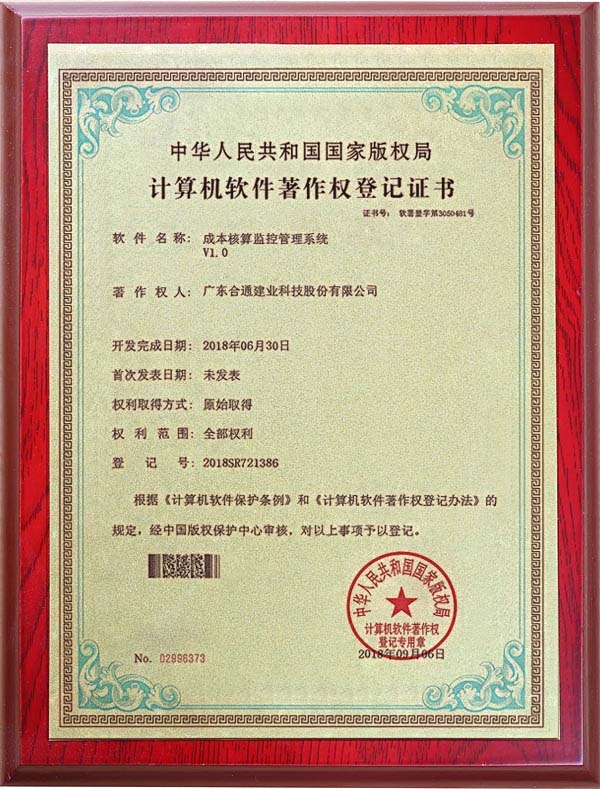 中华人民共和国国家版权局
计算机软件著作权登记证书
证书号： 软著登字第3050481号
软件名称： 成本核算监控管理系统
V1.0
著作权人： 广东合通建业科技股份有限公司
开发完成日期： 2018年06月30日
首次发表日期： 未发表
权利取得方式： 原始取得
权利范围： 全部权利
登记号： 2018SR721386
根据《计算机软件保护条例》和《计算机软件著作权登记办法》的
规定，经中国版权保护中心审核，对以上事项予以登记。
中华人民共和国国家版权局
计算机软件著作权
登记专用章
No. 02996373
2018年09月06日